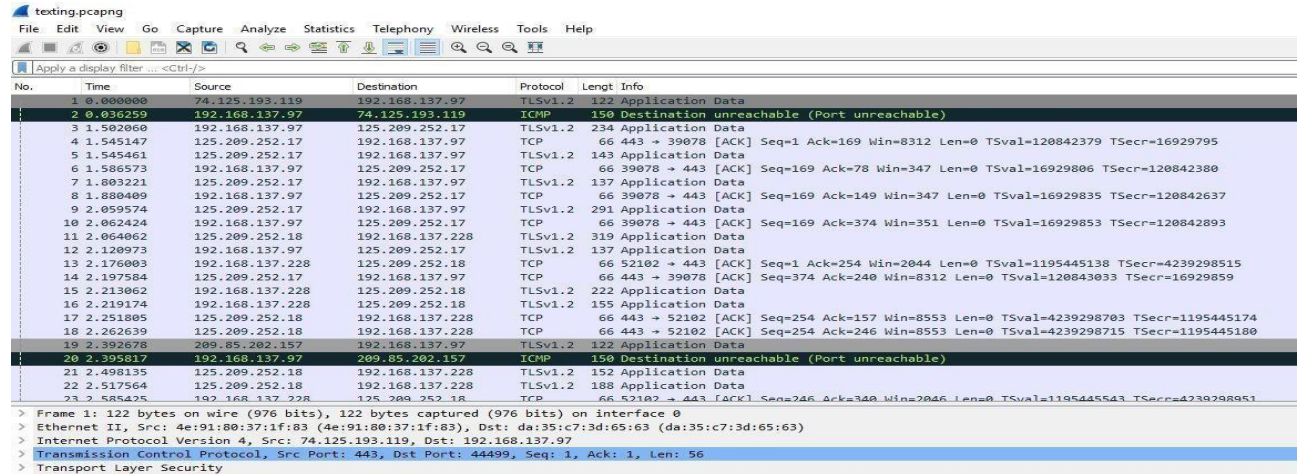 texting.pcapng
File Edit View Go Capture Analyze Statistics Telephony Wireless Tools Help
Apply a display filter ... <Ctrl-/>
No. Time Source Destination Protocol Lengt Info
1 0.000000 74.125.193.119 192.168.137.97 TLSv1.2 122 Application Data
2 0.036259 192.168.137.97 74.125.193.119 ICMP 150 Destination unreachable (Port unreachable)
3 1.502060 192.168.137.97 125.209.252.17 TLSv1.2 234 Application Data
4 1.545147 125.209.252.17 192.168.137.97 TCP 66 443 → 39078 [ACK] Seq=1 Ack=169 Win=8312 Len=0 TSval=120842379 TSecr=16929795
5 1.545461 125.209.252.17 192.168.137.97 TLSv1.2 143 Application Data
6 1.586573 192.168.137.97 125.209.252.17 TCP 66 39078 → 443 [ACK] Seq=169 Ack=78 Win=347 Len=0 TSval=16929806 TSecr=120842380
7 1.803221 125.209.252.17 192.168.137.97 TLSv1.2 137 Application Data
8 1.880409 192.168.137.97 125.209.252.17 TCP 66 39078 → 443 [ACK] Seq=169 Ack=149 Win=347 Len=0 TSval=16929835 TSecr=120842637
9 2.059574 125.209.252.17 192.168.137.97 TLSv1.2 291 Application Data
10 2.062424 192.168.137.97 125.209.252.17 TCP 66 39078 → 443 [ACK] Seq=169 Ack=374 Win=351 Len=0 TSval=16929853 TSecr=120842893
11 2.064062 125.209.252.18 192.168.137.228 TLSv1.2 319 Application Data
12 2.120973 192.168.137.97 125.209.252.17 TLSv1.2 137 Application Data
13 2.176003 192.168.137.228 125.209.252.18 TCP 66 52102 → 443 [ACK] Seq=1 Ack=254 Win=2044 Len=0 TSval=1195445138 TSecr=4239298515
14 2.197584 125.209.252.17 192.168.137.97 TCP 66 443 → 39078 [ACK] Seq=374 Ack=240 Win=8312 Len=0 TSval=120843033 TSecr=16929859
15 2.213062 192.168.137.228 125.209.252.18 TLSv1.2 222 Application Data
16 2.219174 192.168.137.228 125.209.252.18 TLSv1.2 155 Application Data
17 2.251805 125.209.252.18 192.168.137.228 TCP 66 443 → 52102 [ACK] Seq=254 Ack=157 Win=8553 Len=0 TSval=4239298703 TSecr=1195445174
18 2.262639 125.209.252.18 192.168.137.228 TCP 66 443 → 52102 [ACK] Seq=254 Ack=246 Win=8553 Len=0 TSval=4239298715 TSecr=1195445180
19 2.392678 209.85.202.157 192.168.137.97 TLSv1.2 122 Application Data
20 2.395817 192.168.137.97 209.85.202.157 ICMP 150 Destination unreachable (Port unreachable)
21 2.498135 125.209.252.18 192.168.137.228 TLSv1.2 152 Application Data
22 2.517564 125.209.252.18 192.168.137.228 TLSv1.2 188 Application Data
23 2.585425 192.168.137.228 125.209.252.18 TCP 66 52102 → 443 [ACK] Seq=246 Ack=340 Win=2046 Len=0 TSval=1195445543 TSecr=4239298951
> Frame 1: 122 bytes on wire (976 bits), 122 bytes captured (976 bits) on interface 0
> Ethernet II, Src: 4e:91:80:37:1f:83 (4e:91:80:37:1f:83), Dst: da:35:c7:3d:65:63 (da:35:c7:3d:65:63)
> Internet Protocol Version 4, Src: 74.125.193.119, Dst: 192.168.137.97
> Transmission Control Protocol, Src Port: 443, Dst Port: 44499, Seq: 1, Ack: 1, Len: 56
> Transport Layer Security